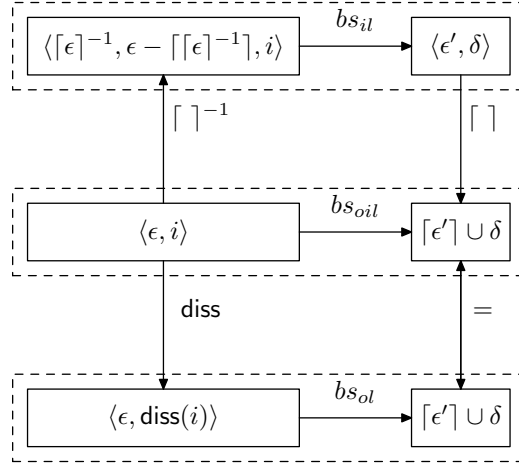 ⟨⌈ϵ⌉⁻¹, ϵ − ⌈⌈ϵ⌉⁻¹⌉, i⟩ bs_il ⟨ϵ′, δ⟩
⌈ ⌉⁻¹ ⌈ ⌉
⟨ϵ, i⟩ bs_oil ⌈ϵ′⌉ ∪ δ
diss =
⟨ϵ, diss(i)⟩ bs_ol ⌈ϵ′⌉ ∪ δ